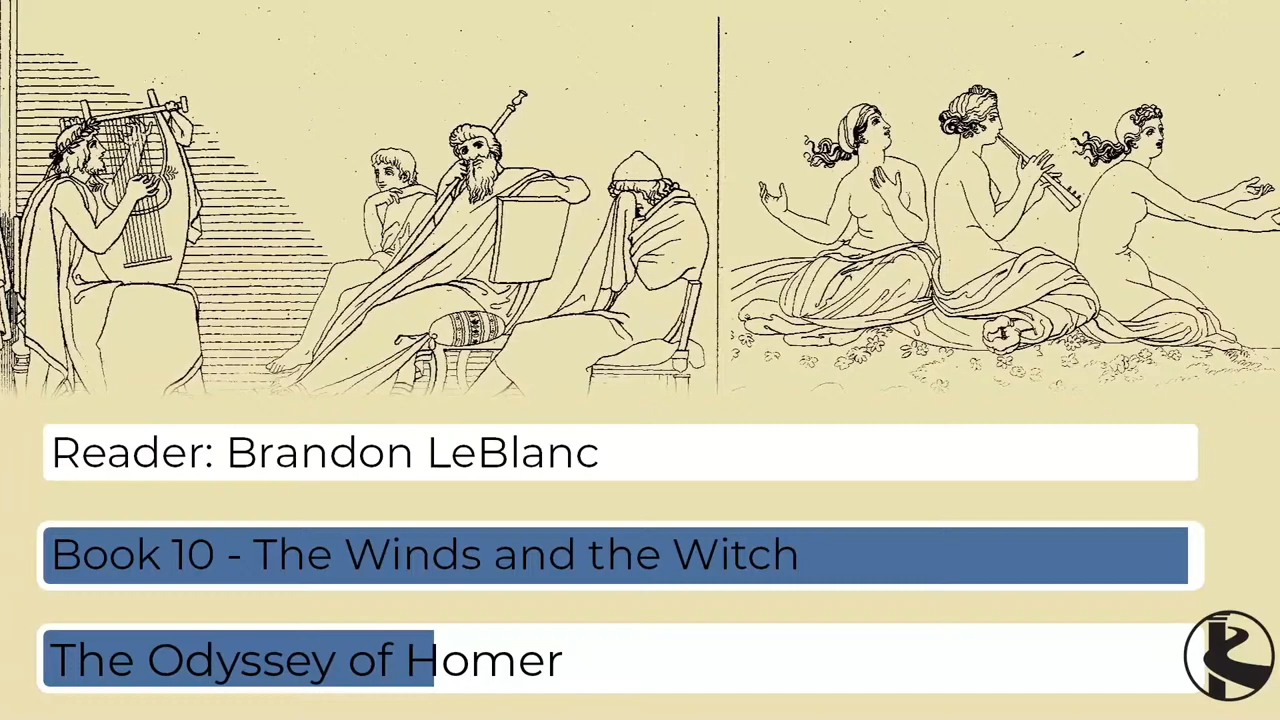 Reader: Brandon LeBlanc
Book 10 - The Winds and the Witch
The Odyssey of Homer